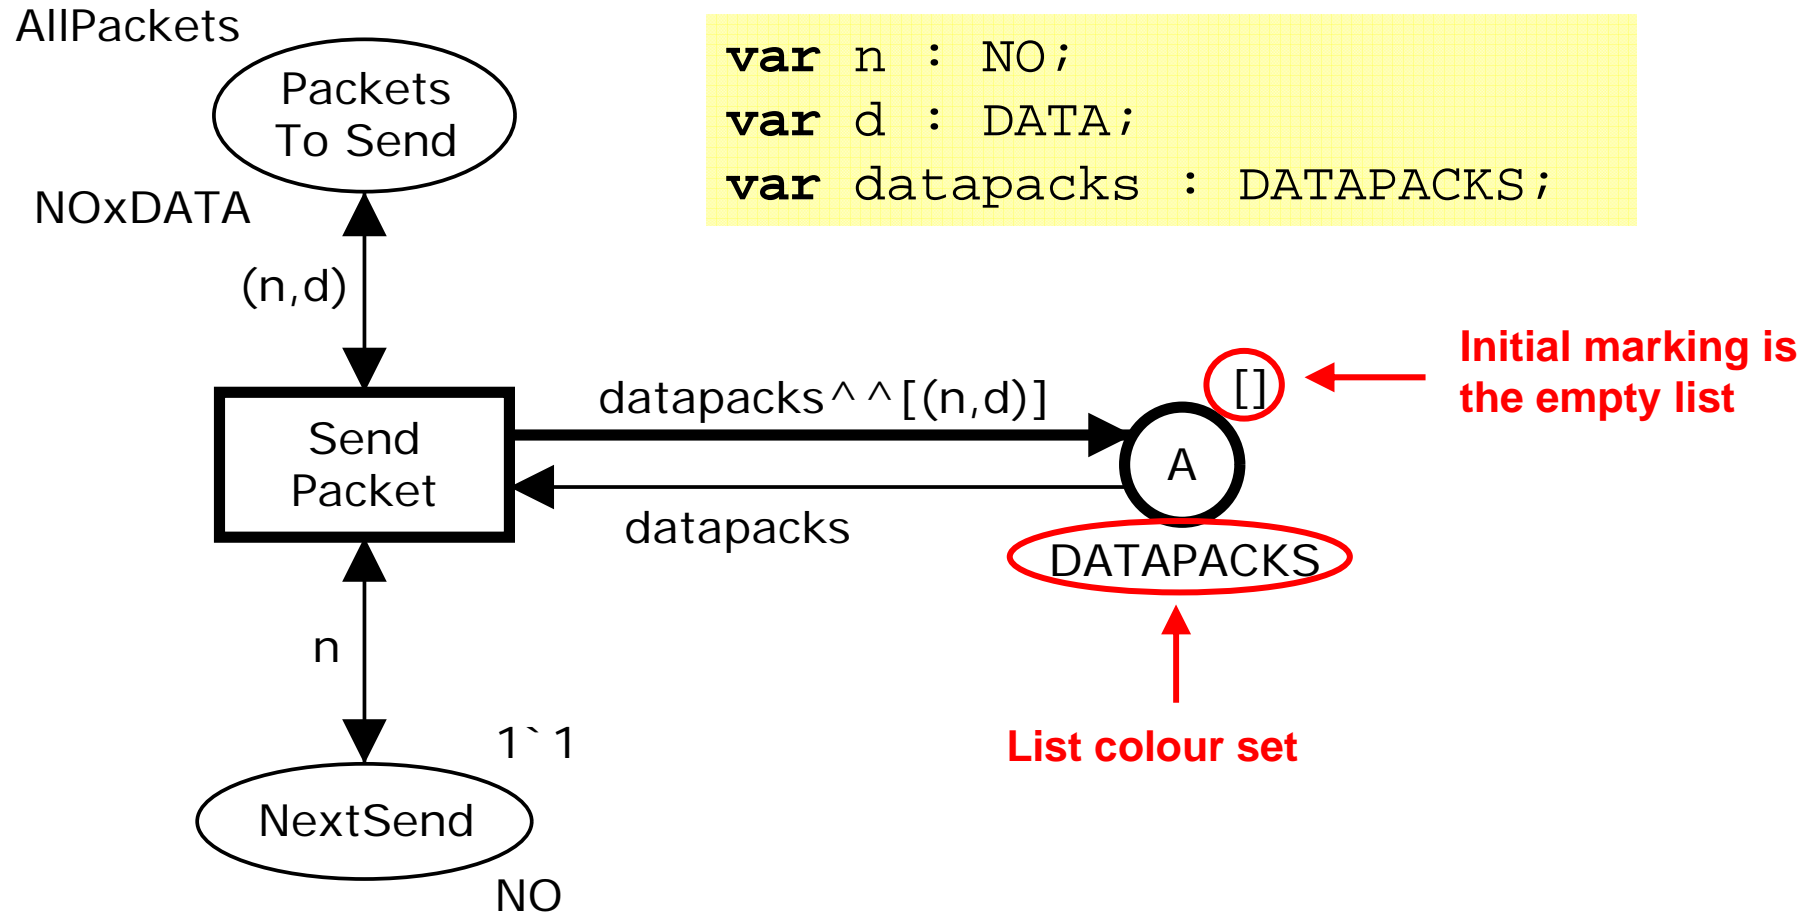 AllPackets
Packets
To Send
NOxDATA
(n,d)
var n : NO;
var d : DATA;
var datapacks : DATAPACKS;
Send
Packet
datapacks^^[(n,d)]
datapacks
[]
A
DATAPACKS
Initial marking is
the empty list
List colour set
n
1`1
NextSend
NO